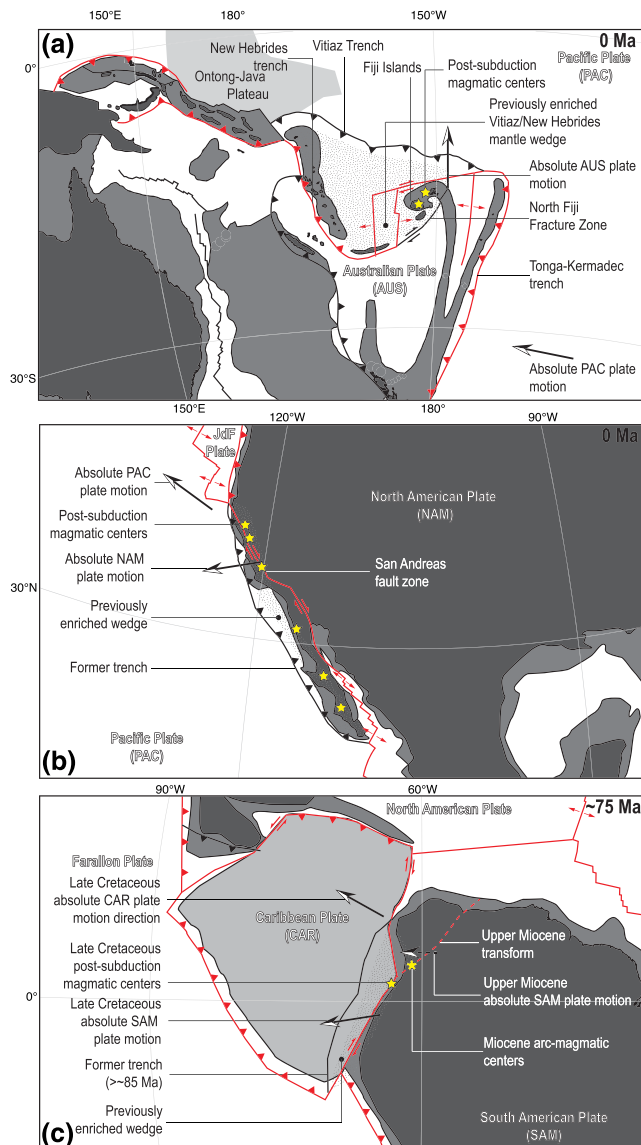 150°E
180°
150°W
(a)
0 Ma
0°
New Hebrides
trench
Vitiaz Trench
Ontong-Java
Plateau
Fiji Islands
Pacific Plate
(PAC)
Post-subduction
magmatic centers
Previously enriched
Vitiaz/New Hebrides
mantle wedge
Absolute AUS plate
motion
North Fiji
Fracture Zone
Australian Plate
(AUS)
Tonga-Kermadec
trench
Absolute PAC plate
motion
30°S
150°E
180°
120°W
90°W
JdF
Plate
0 Ma
Absolute PAC
plate motion
North American Plate
(NAM)
Post-subduction
magmatic centers
Absolute NAM
plate motion
San Andreas
fault zone
30°N
Previously
enriched wedge
Former trench
Pacific Plate
(PAC)
(b)
90°W
60°W
North American Plate
~75 Ma
Farallon Plate
Late Cretaceous
absolute CAR plate
motion direction
Caribbean Plate
(CAR)
Upper Miocene
transform
Late Cretaceous
post-subduction
magmatic centers
Upper Miocene
absolute SAM plate motion
0°
Late Cretaceous
absolute SAM
plate motion
Miocene arc-magmatic
centers
Former trench
(>~85 Ma)
Previously
enriched wedge
South American Plate
(SAM)
(c)